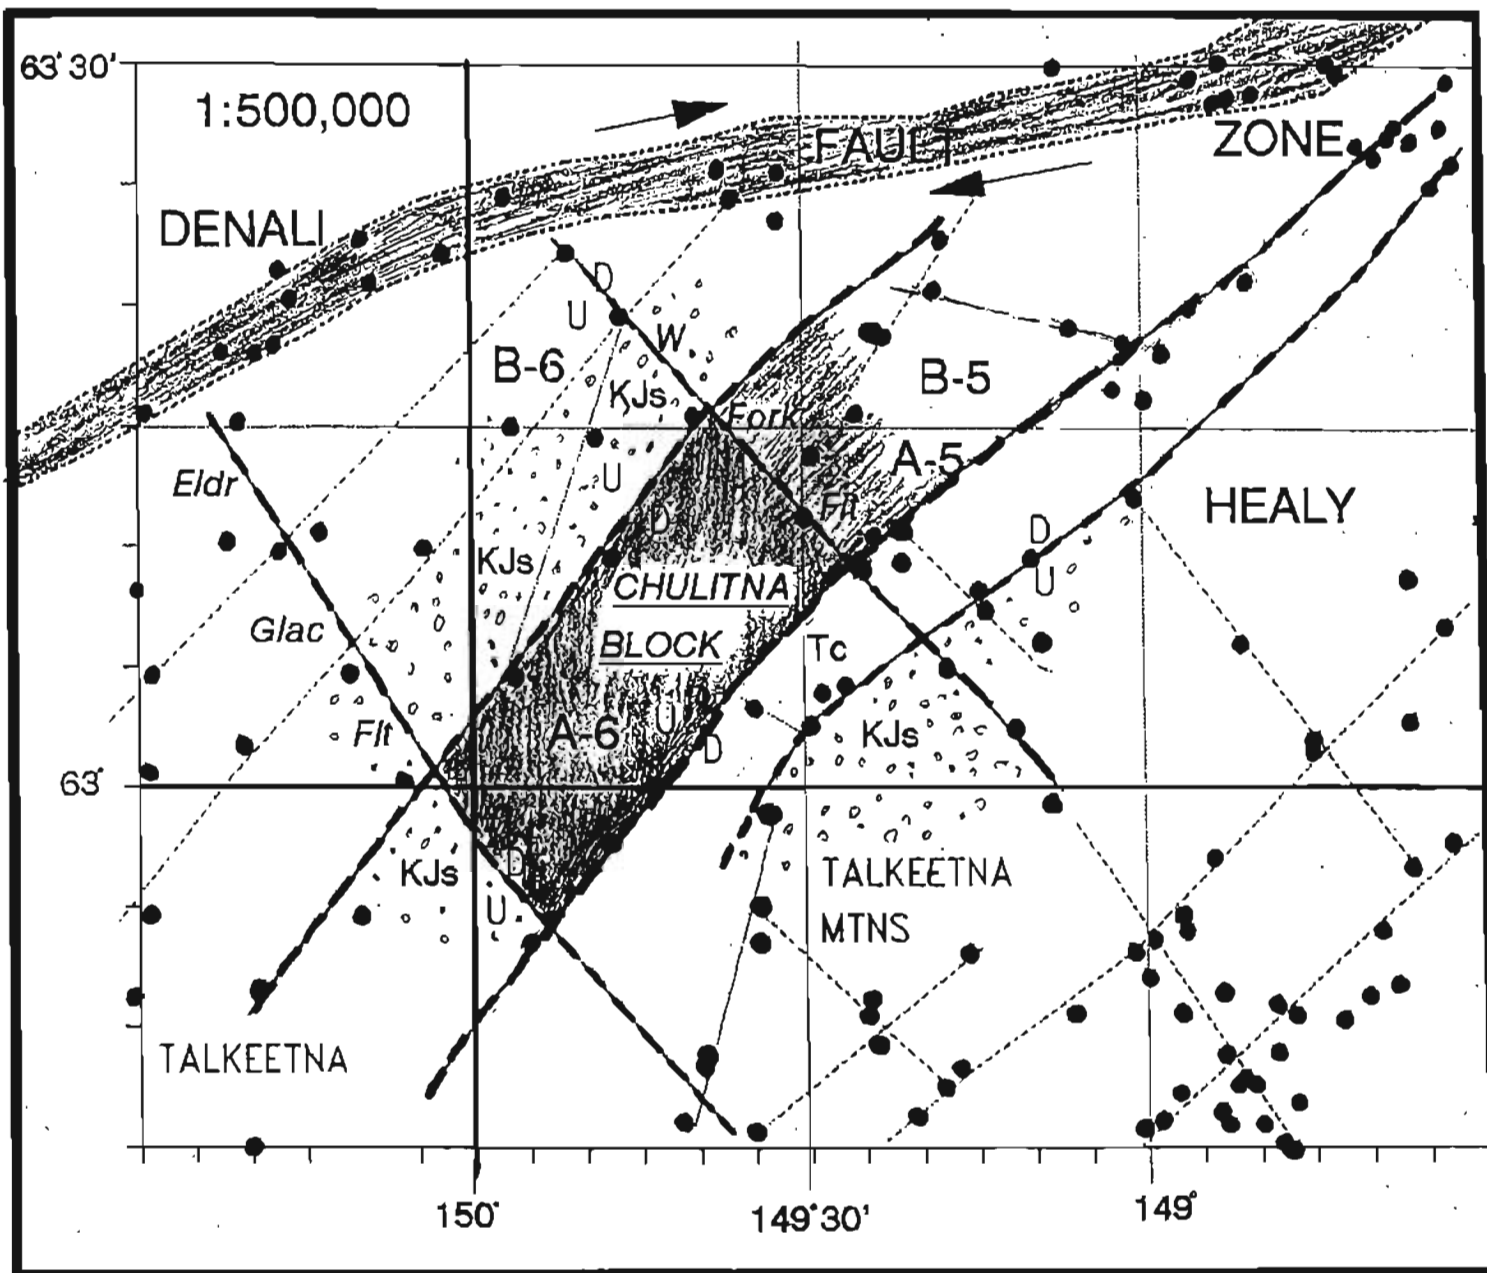 63°30'
1:500,000
FAULT
ZONE
DENALI
D
U
W
B-6
KJs
B-5
Fork
A-5
Eldr
U
D
Flt
HEALY
D
U
KJs
CHULITNA
BLOCK
Glac
Tc
Flt
A-6
U
D
KJs
63°
KJs
D
U
TALKEETNA
MTNS
TALKEETNA
150°
149°30'
149°